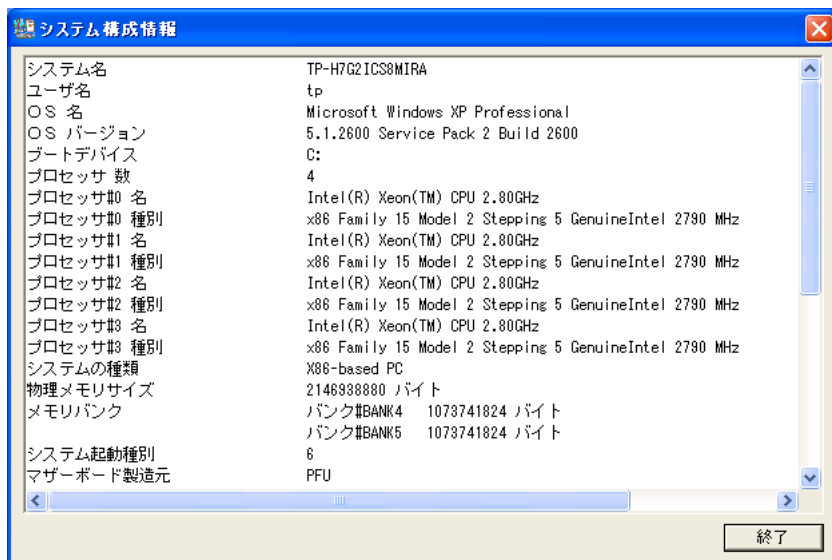 システム構成情報
システム名 TP-H7G2ICS8MIRA
ユーザ名 tp
OS 名 Microsoft Windows XP Professional
OS バージョン 5.1.2600 Service Pack 2 Build 2600
ブートデバイス C:
プロセッサ 数 4
プロセッサ#0 名 Intel(R) Xeon(TM) CPU 2.80GHz
プロセッサ#0 種別 x86 Family 15 Model 2 Stepping 5 GenuineIntel 2790 MHz
プロセッサ#1 名 Intel(R) Xeon(TM) CPU 2.80GHz
プロセッサ#1 種別 x86 Family 15 Model 2 Stepping 5 GenuineIntel 2790 MHz
プロセッサ#2 名 Intel(R) Xeon(TM) CPU 2.80GHz
プロセッサ#2 種別 x86 Family 15 Model 2 Stepping 5 GenuineIntel 2790 MHz
プロセッサ#3 名 Intel(R) Xeon(TM) CPU 2.80GHz
プロセッサ#3 種別 x86 Family 15 Model 2 Stepping 5 GenuineIntel 2790 MHz
システムの種類 X86-based PC
物理メモリサイズ 2146938880 バイト
メモリバンク バンク#BANK4 1073741824 バイト
バンク#BANK5 1073741824 バイト
システム起動種別 6
マザーボード製造元 PFU
終了